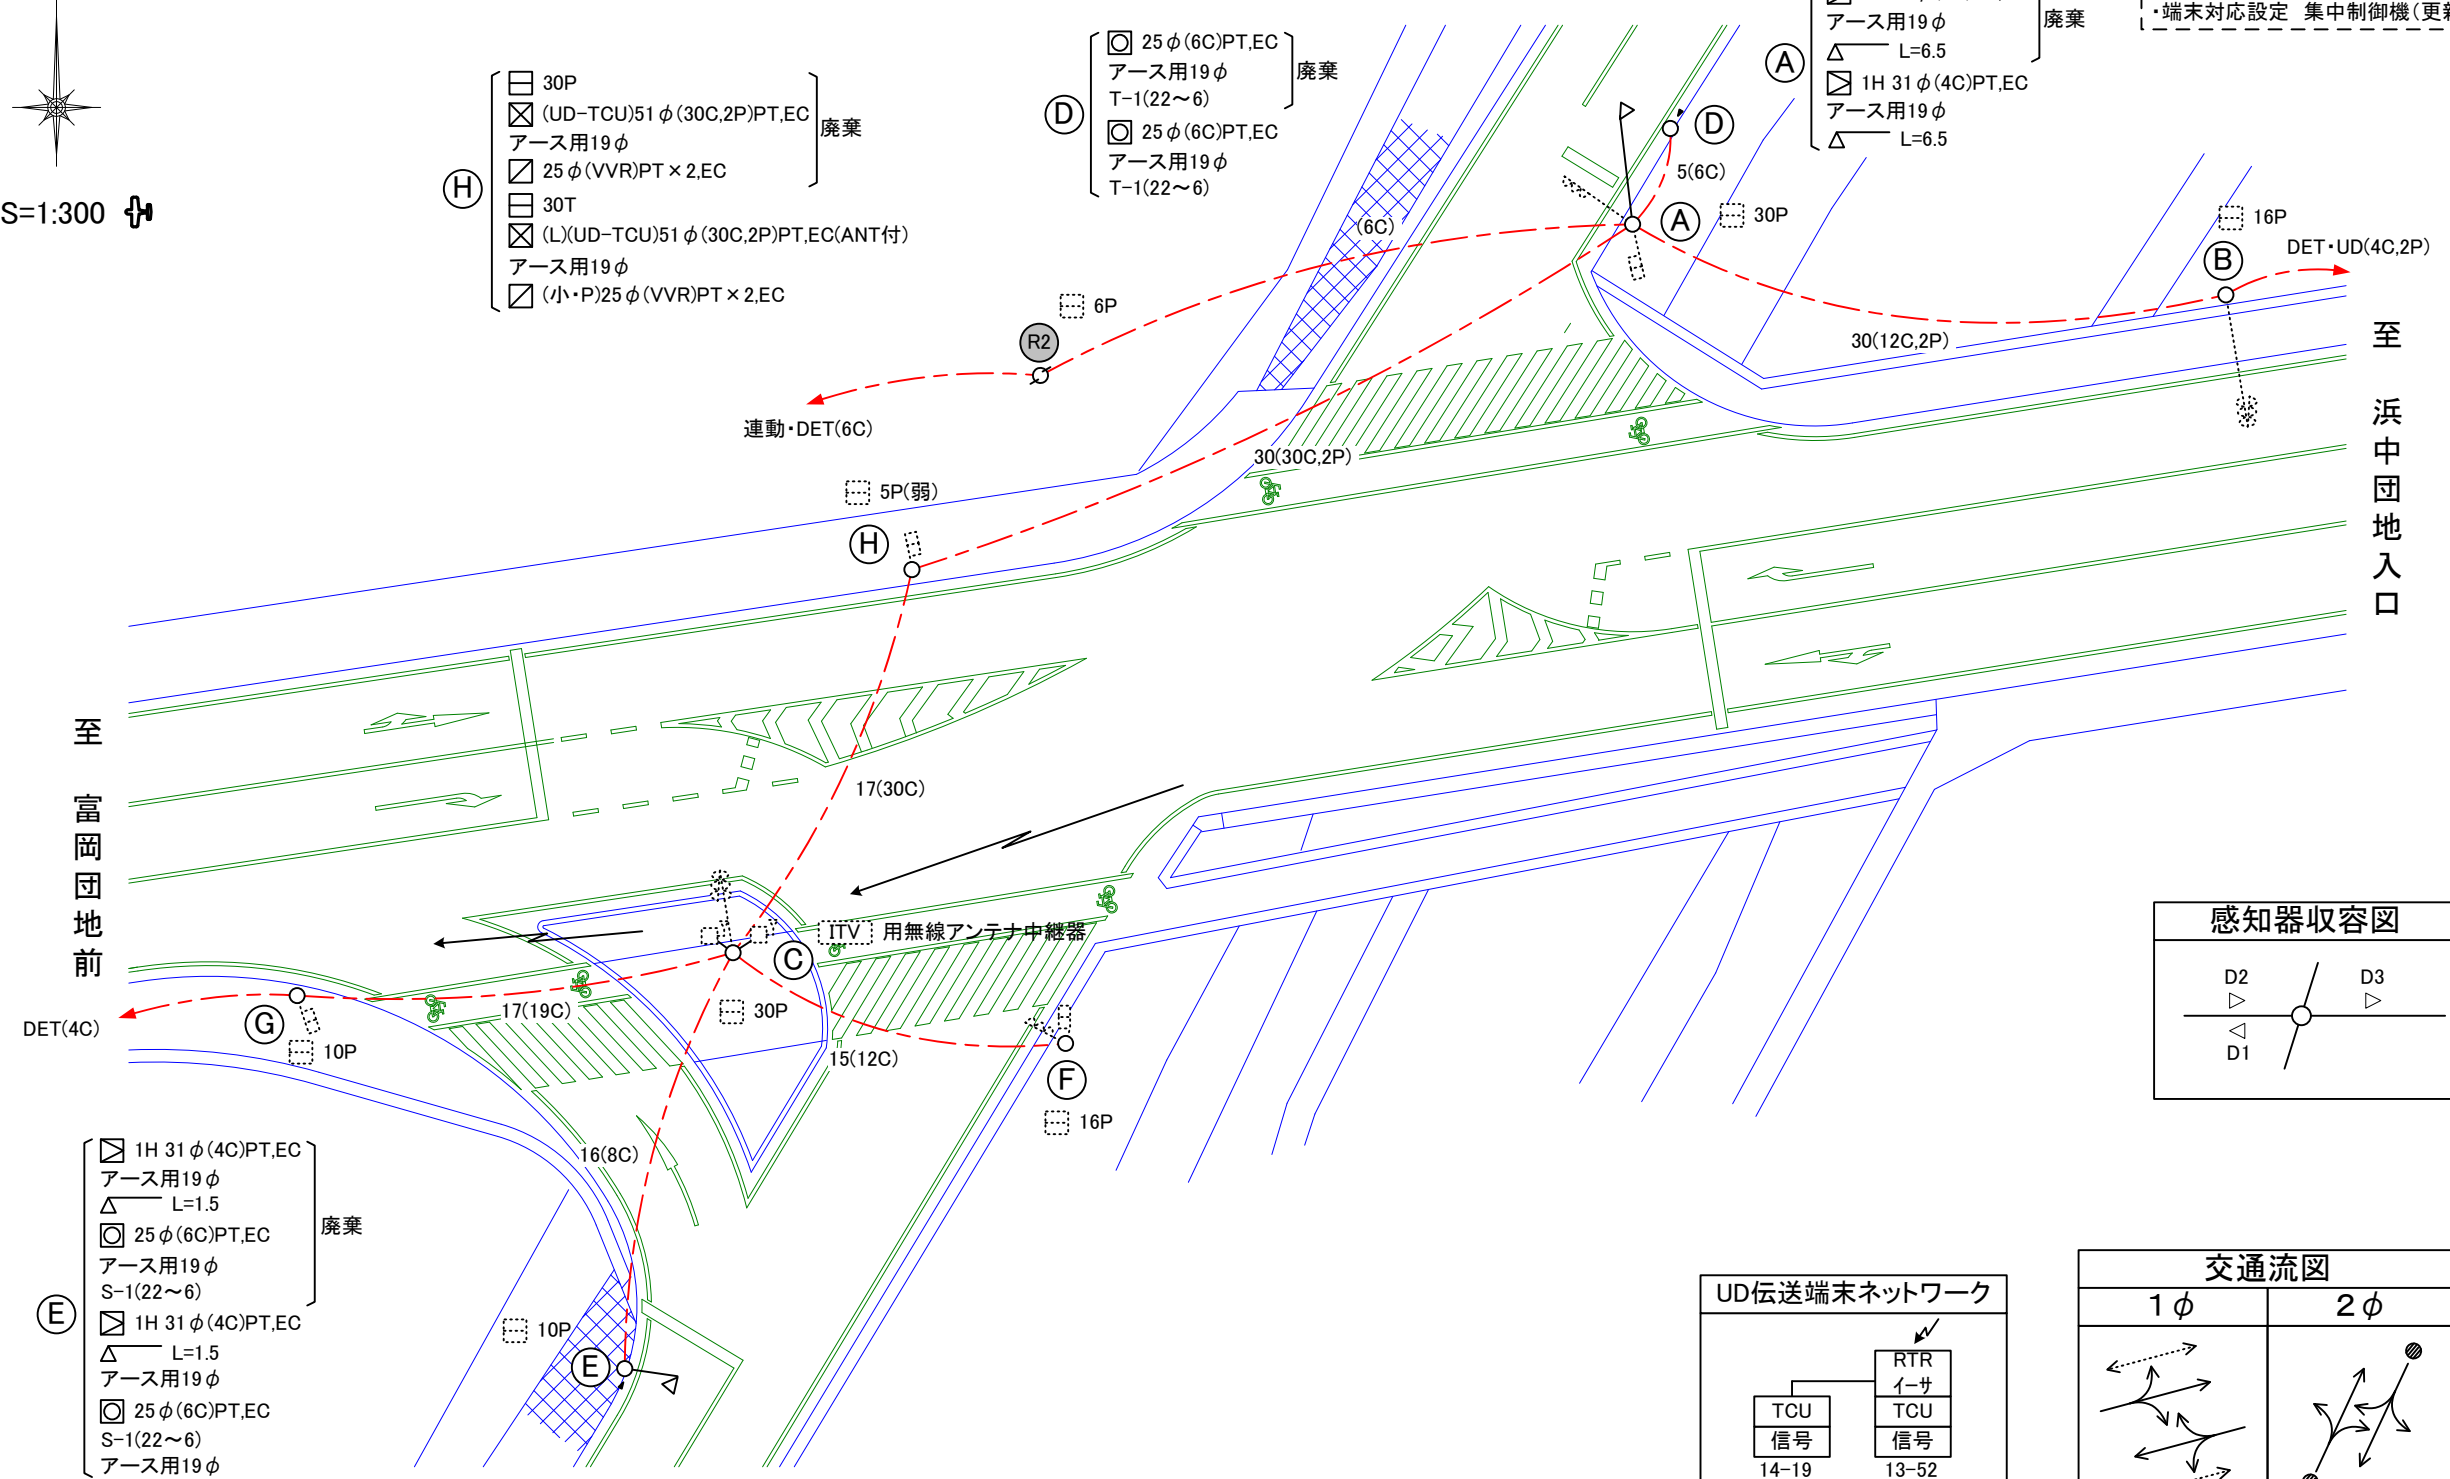 S=1:300
H
30P
(UD-TCU)51φ(30C,2P)PT,EC
アース用19φ
25φ(VVR)PT×2,EC
廃棄
30T
(L)(UD-TCU)51φ(30C,2P)PT,EC(ANT付)
アース用19φ
(小・P)25φ(VVR)PT×2,EC
D
25φ(6C)PT,EC
アース用19φ
T-1(22～6)
廃棄
25φ(6C)PT,EC
アース用19φ
T-1(22～6)
A
アース用19φ
L=6.5
廃棄
1H 31φ(4C)PT,EC
アース用19φ
L=6.5
・端末対応設定 集中制御機(更新
D
5(6C)
A
30P
(6C)
16P
B
DET・UD(4C,2P)
6P
R2
連動・DET(6C)
30(12C,2P)
30(30C,2P)
至 浜中団地入口
5P(弱)
H
至 富岡団地前
17(30C)
ITV 用無線アンテナ中継器
C
30P
17(19C)
G
10P
DET(4C)
15(12C)
F
16P
16(8C)
10P
E
E
1H 31φ(4C)PT,EC
アース用19φ
L=1.5
25φ(6C)PT,EC
アース用19φ
S-1(22～6)
廃棄
1H 31φ(4C)PT,EC
L=1.5
アース用19φ
25φ(6C)PT,EC
S-1(22～6)
アース用19φ
感知器収容図
D2
D3
D1
UD伝送端末ネットワーク
RTR
イーサ
TCU
TCU
信号
信号
14-19
13-52
交通流図
1φ
2φ